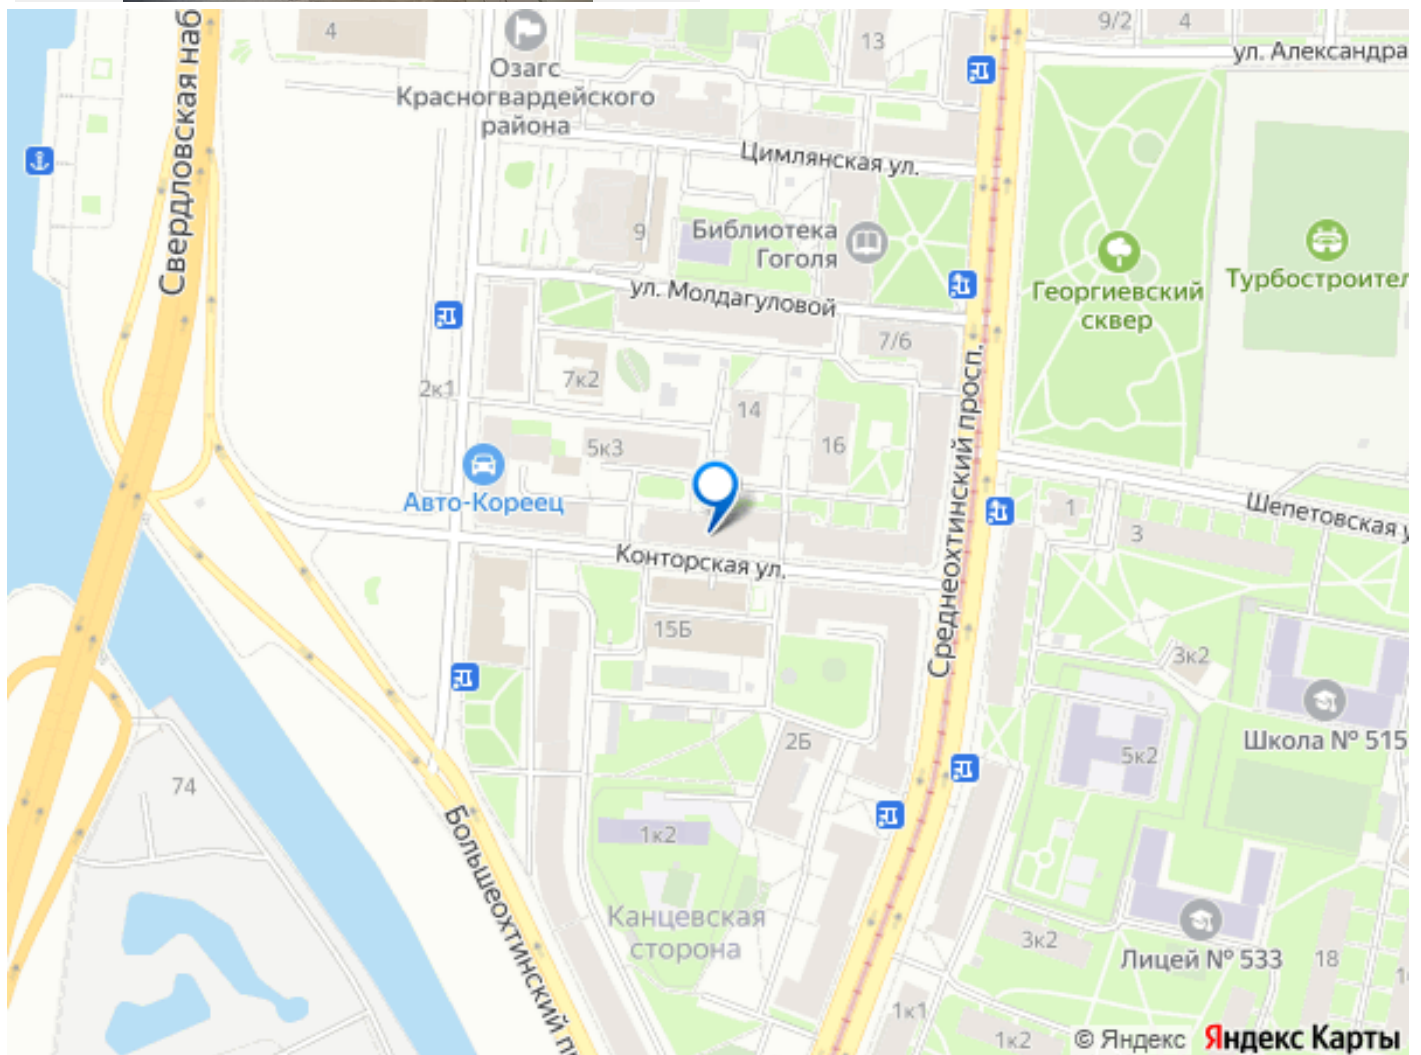 4
9/2
4
13
ул. Александра
Озагс
Красногвардейского
района
Свердловская наб
Цимлянская ул.
9
Библиотека
Гоголя
Георгиевский
сквер
Турбостроител
ул. Молдагуловой
7/6
2к1
7к2
14
16
5к3
Авто-Кореец
Среднеохтинский просп.
1
3
Шепетовская у
Конторская ул.
15Б
3к2
2Б
5к2
Школа № 515
74
1к2
Большеохтинский п
Канцевская
сторона
3к2
Лицей № 533
18
1к1
1к2
© Яндекс Яндекс Карты